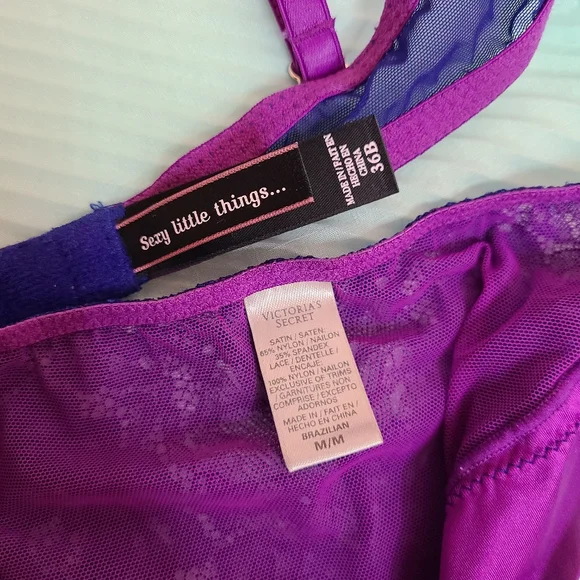 Sexy little things...
MADE IN/FAIT EN/
HECHO EN
CHINA
36B
VICTORIA'S
SECRET
SATIN / SATEN
65% NYLON / NAILON
35% SPANDEX
LACE / DENTELLE /
ENCAJE
100% NYLON / NAILON
EXCLUSIVE OF TRIMS
/ GARNITURES NON
COMPRISE / EXCEPTO
ADORNOS
MADE IN / FAIT EN /
HECHO EN CHINA
BRAZILIAN
M/M